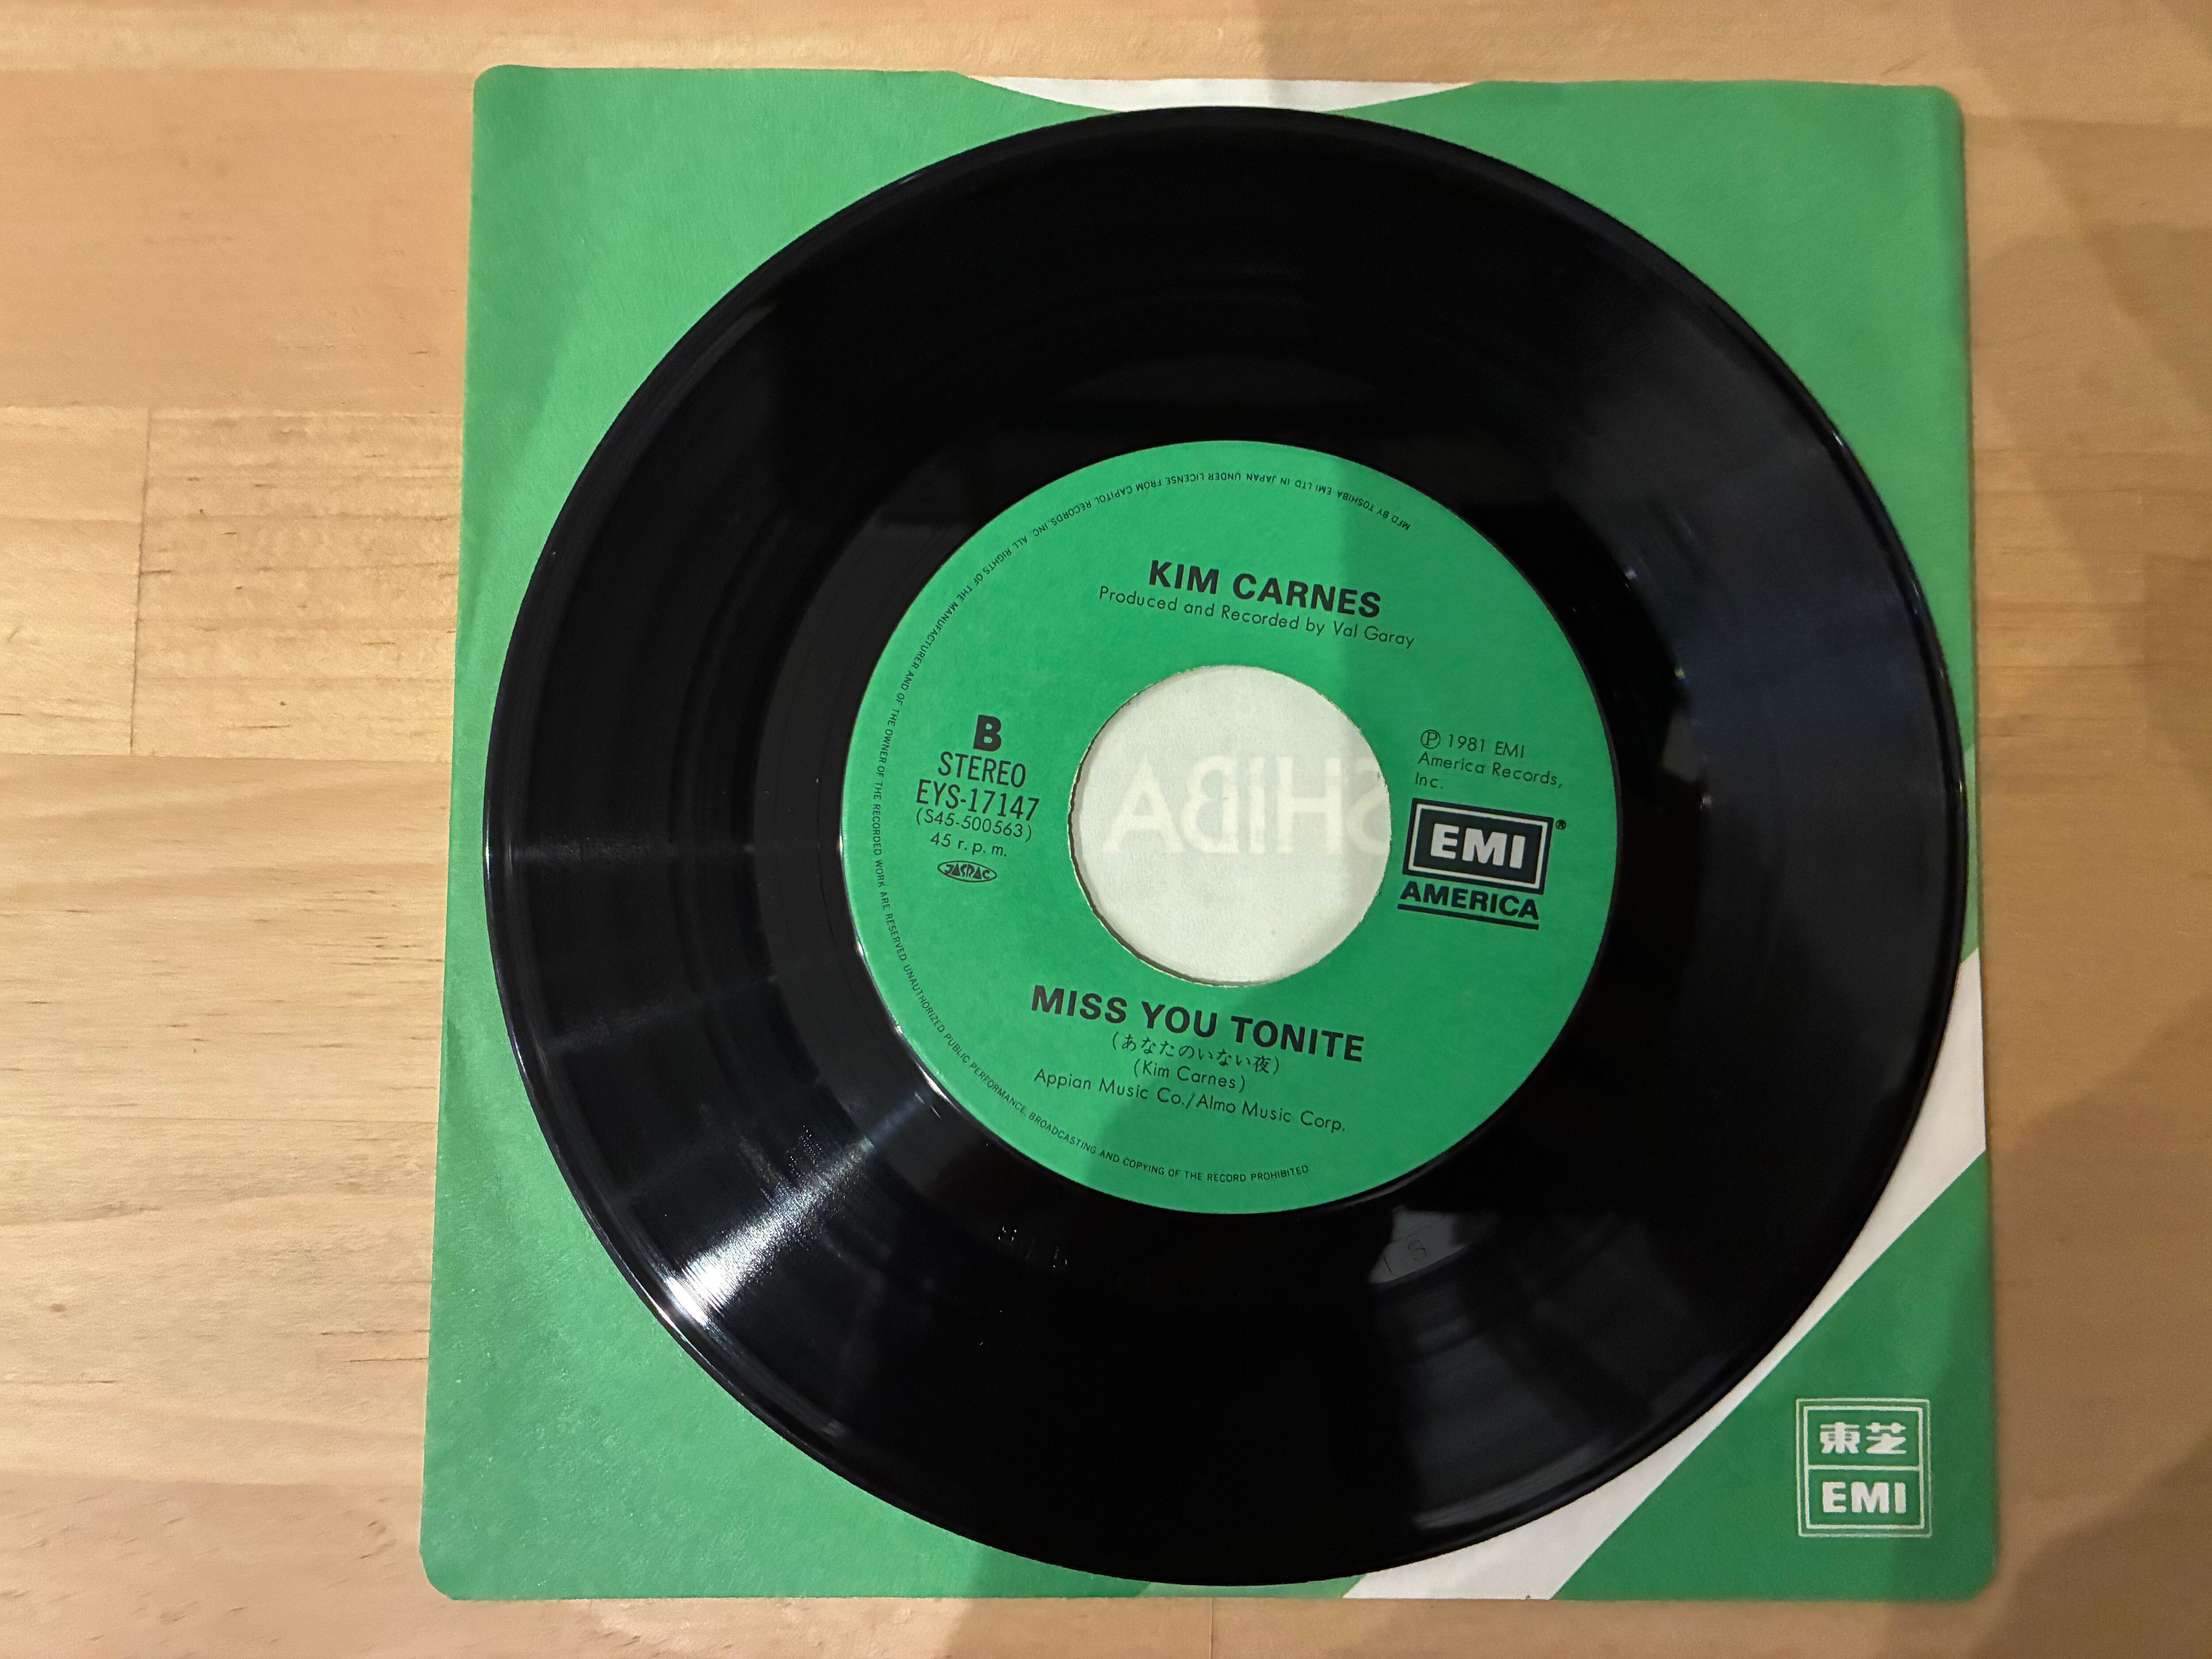 MFD. BY TOSHIBA EMI LTD IN JAPAN UNDER LICENSE FROM CAPITOL RECORDS, INC. ALL RIGHTS OF THE MANUFACTURER AND OF THE OWNER OF THE RECORDED WORK ARE RESERVED UNAUTHORIZED PUBLIC PERFORMANCE, BROADCASTING AND COPYING OF THE RECORD PROHIBITED
KIM CARNES
Produced and Recorded by Val Garay
B
STEREO
EYS-17147
(S45-500563)
45 r.p.m.
JASRAC
SHiBA
Ⓟ 1981 EMI
America Records,
Inc.
EMI®
AMERICA
MISS YOU TONITE
(あなたのいない夜)
(Kim Carnes)
Appian Music Co./Almo Music Corp.
東芝
EMI